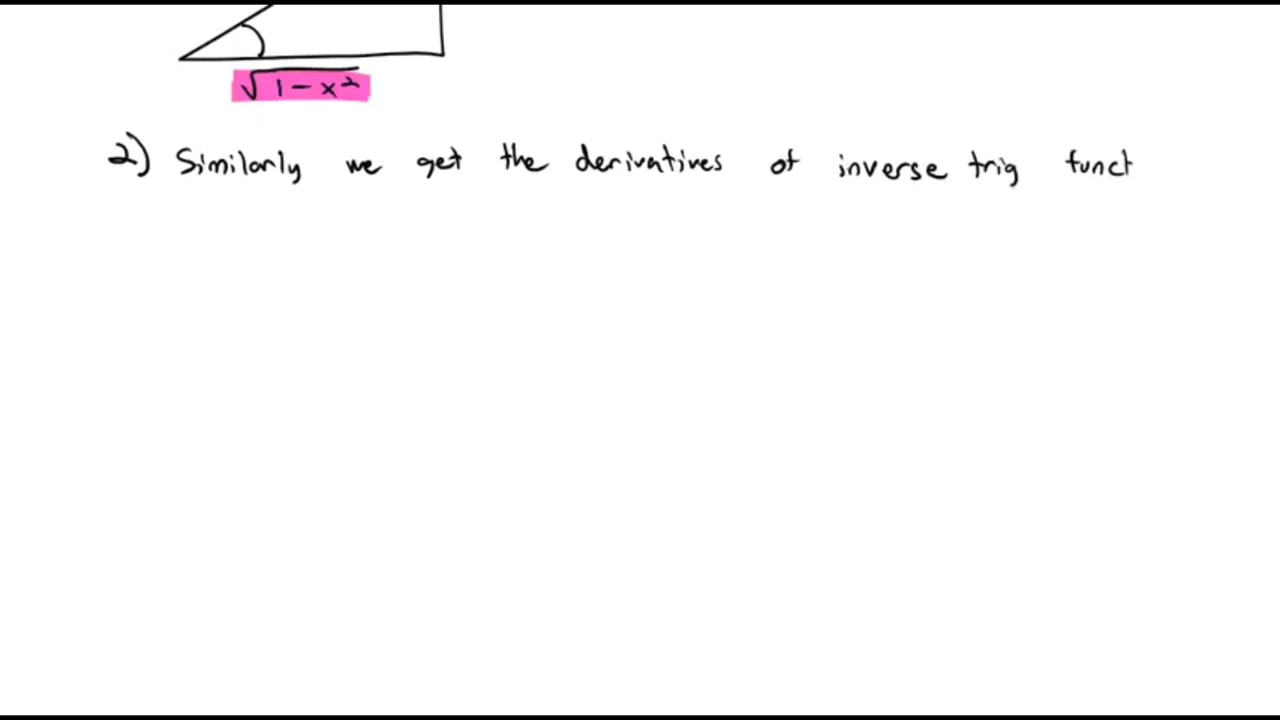 √1-x²
2) Similarly we get the derivatives of inverse trig funct